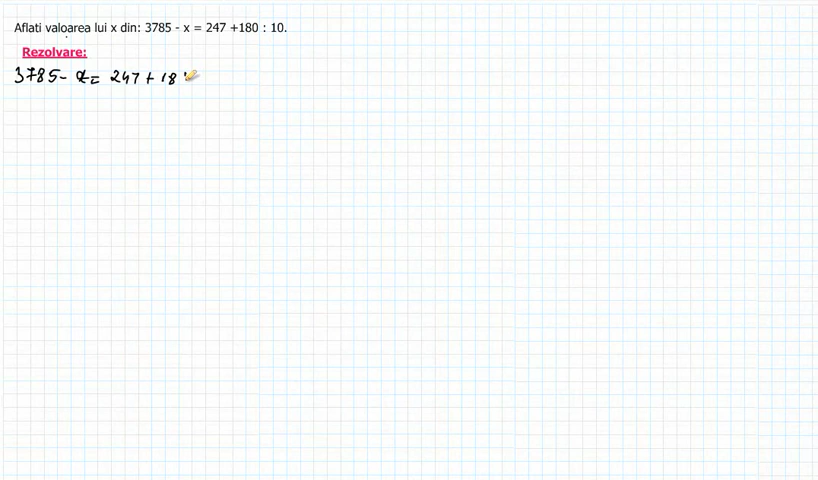 Aflati valoarea lui x din: 3785 - x = 247 +180 : 10.
Rezolvare:
3785 - x = 247 + 18